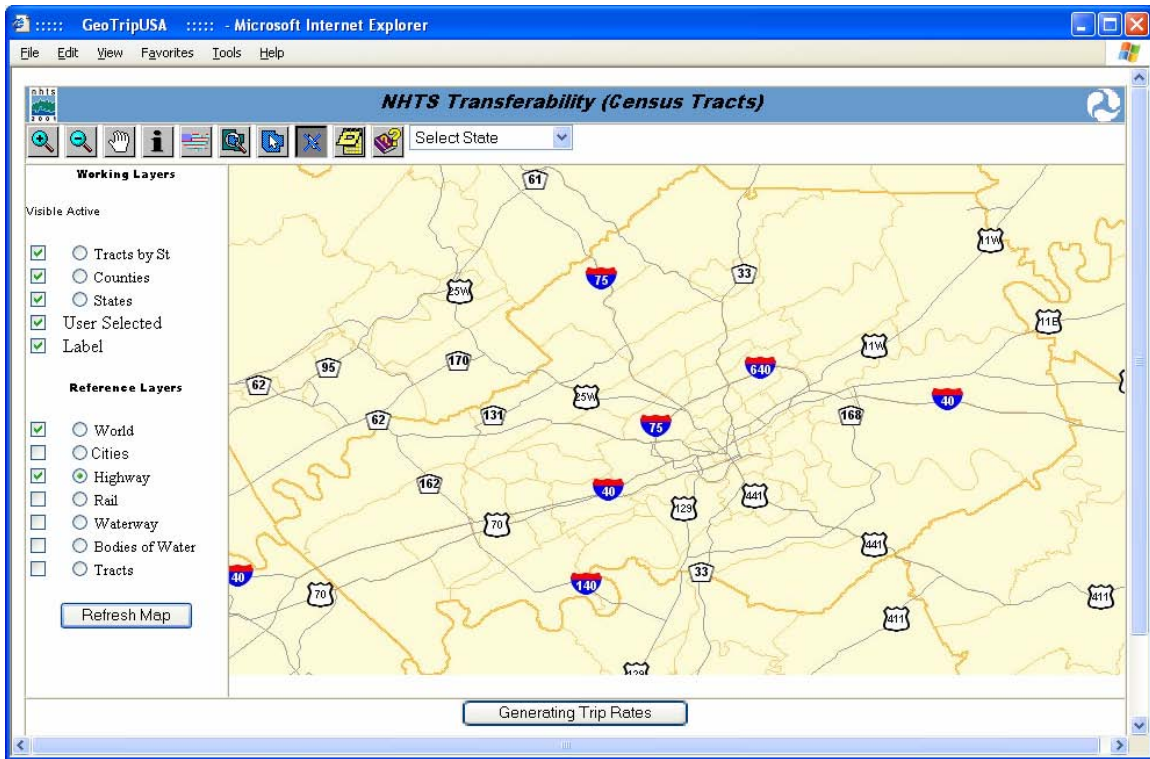 ::::: GeoTripUSA ::::: - Microsoft Internet Explorer
File Edit View Favorites Tools Help
nhts
2001
NHTS Transferability (Census Tracts)
Select State
Working Layers
Visible Active
Tracts by St
Counties
States
User Selected
Label
Reference Layers
World
Cities
Highway
Rail
Waterway
Bodies of Water
Tracts
Refresh Map
61
11W
75
33
25W
11E
11W
95
170
640
62
25W
40
62
131
75
168
162
40
129
441
70
441
40
140
33
70
411
411
129
Generating Trip Rates